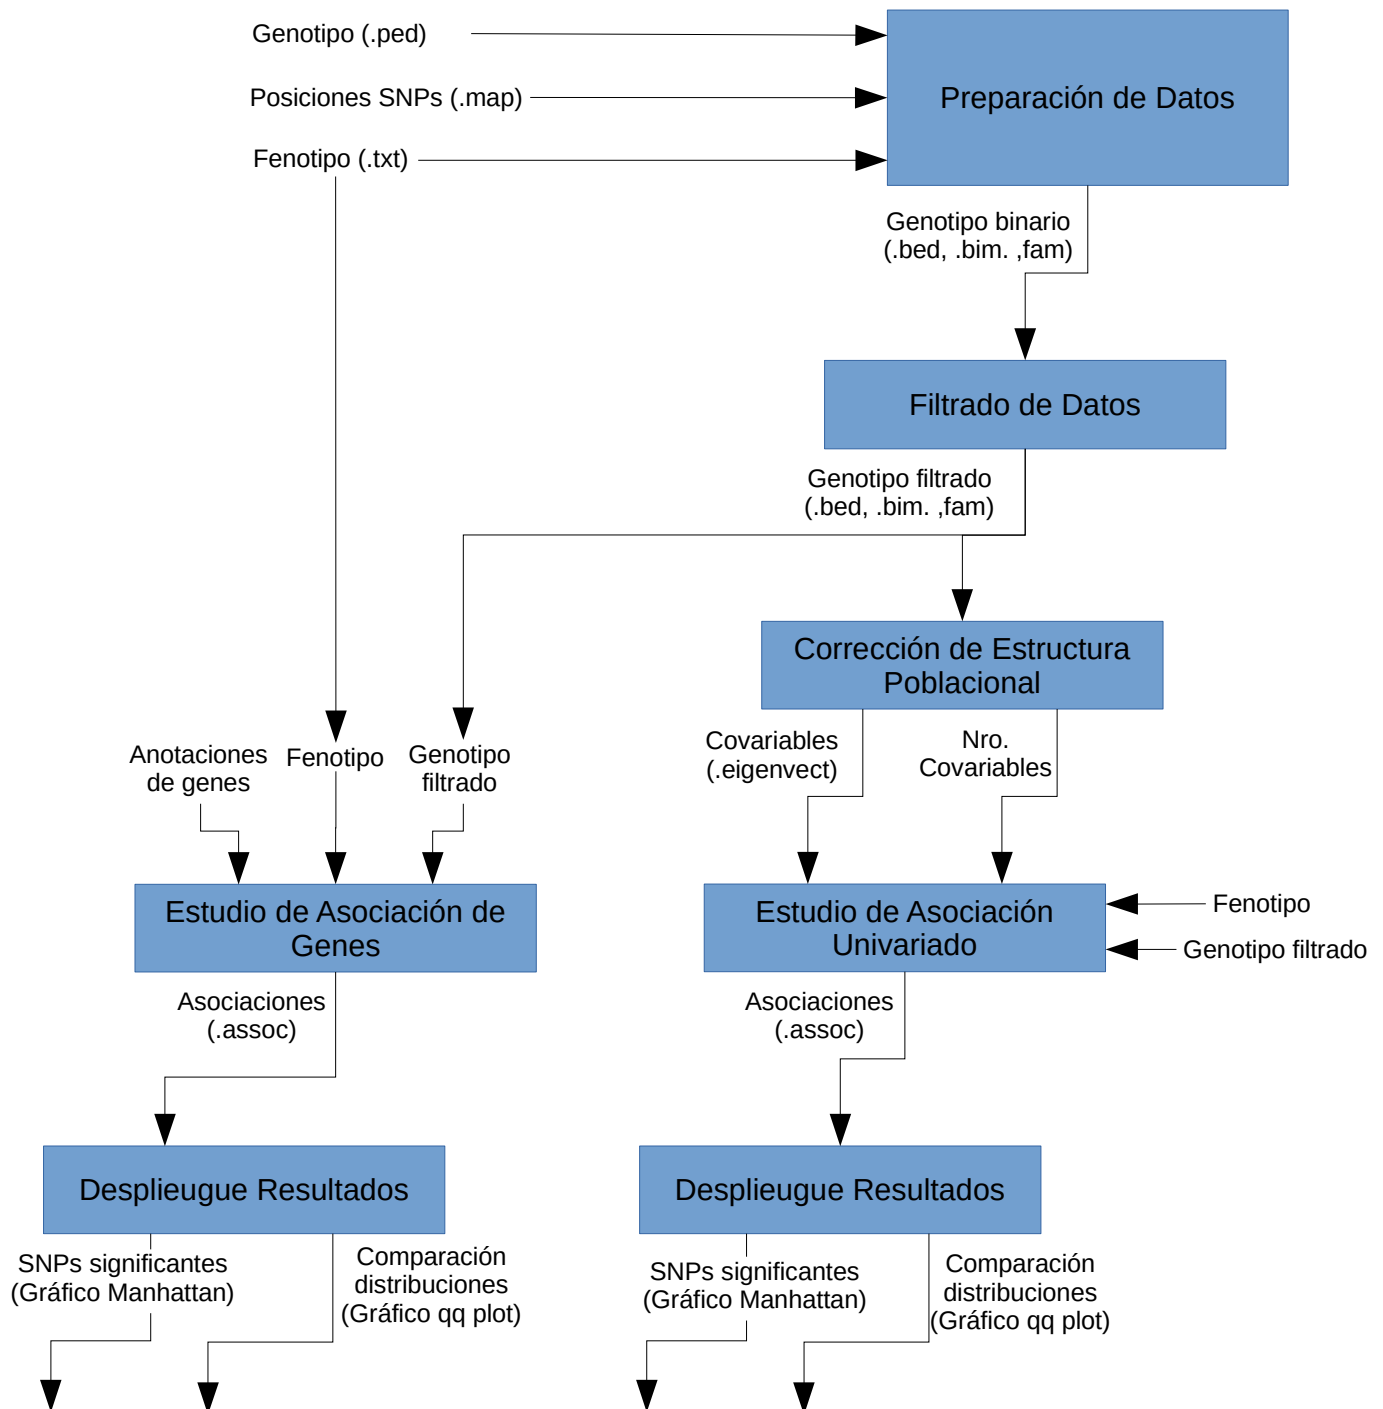 Genotipo (.ped)
Posiciones SNPs (.map)
Fenotipo (.txt)
Preparación de Datos
Genotipo binario
(.bed, .bim. ,fam)
Filtrado de Datos
Genotipo filtrado
(.bed, .bim. ,fam)
Corrección de Estructura
Poblacional
Anotaciones
de genes
Fenotipo
Genotipo
filtrado
Covariables
(.eigenvect)
Nro.
Covariables
Estudio de Asociación de
Genes
Estudio de Asociación
Univariado
Fenotipo
Genotipo filtrado
Asociaciones
(.assoc)
Asociaciones
(.assoc)
Desplieugue Resultados
Desplieugue Resultados
SNPs significantes
(Gráfico Manhattan)
Comparación
distribuciones
(Gráfico qq plot)
SNPs significantes
(Gráfico Manhattan)
Comparación
distribuciones
(Gráfico qq plot)